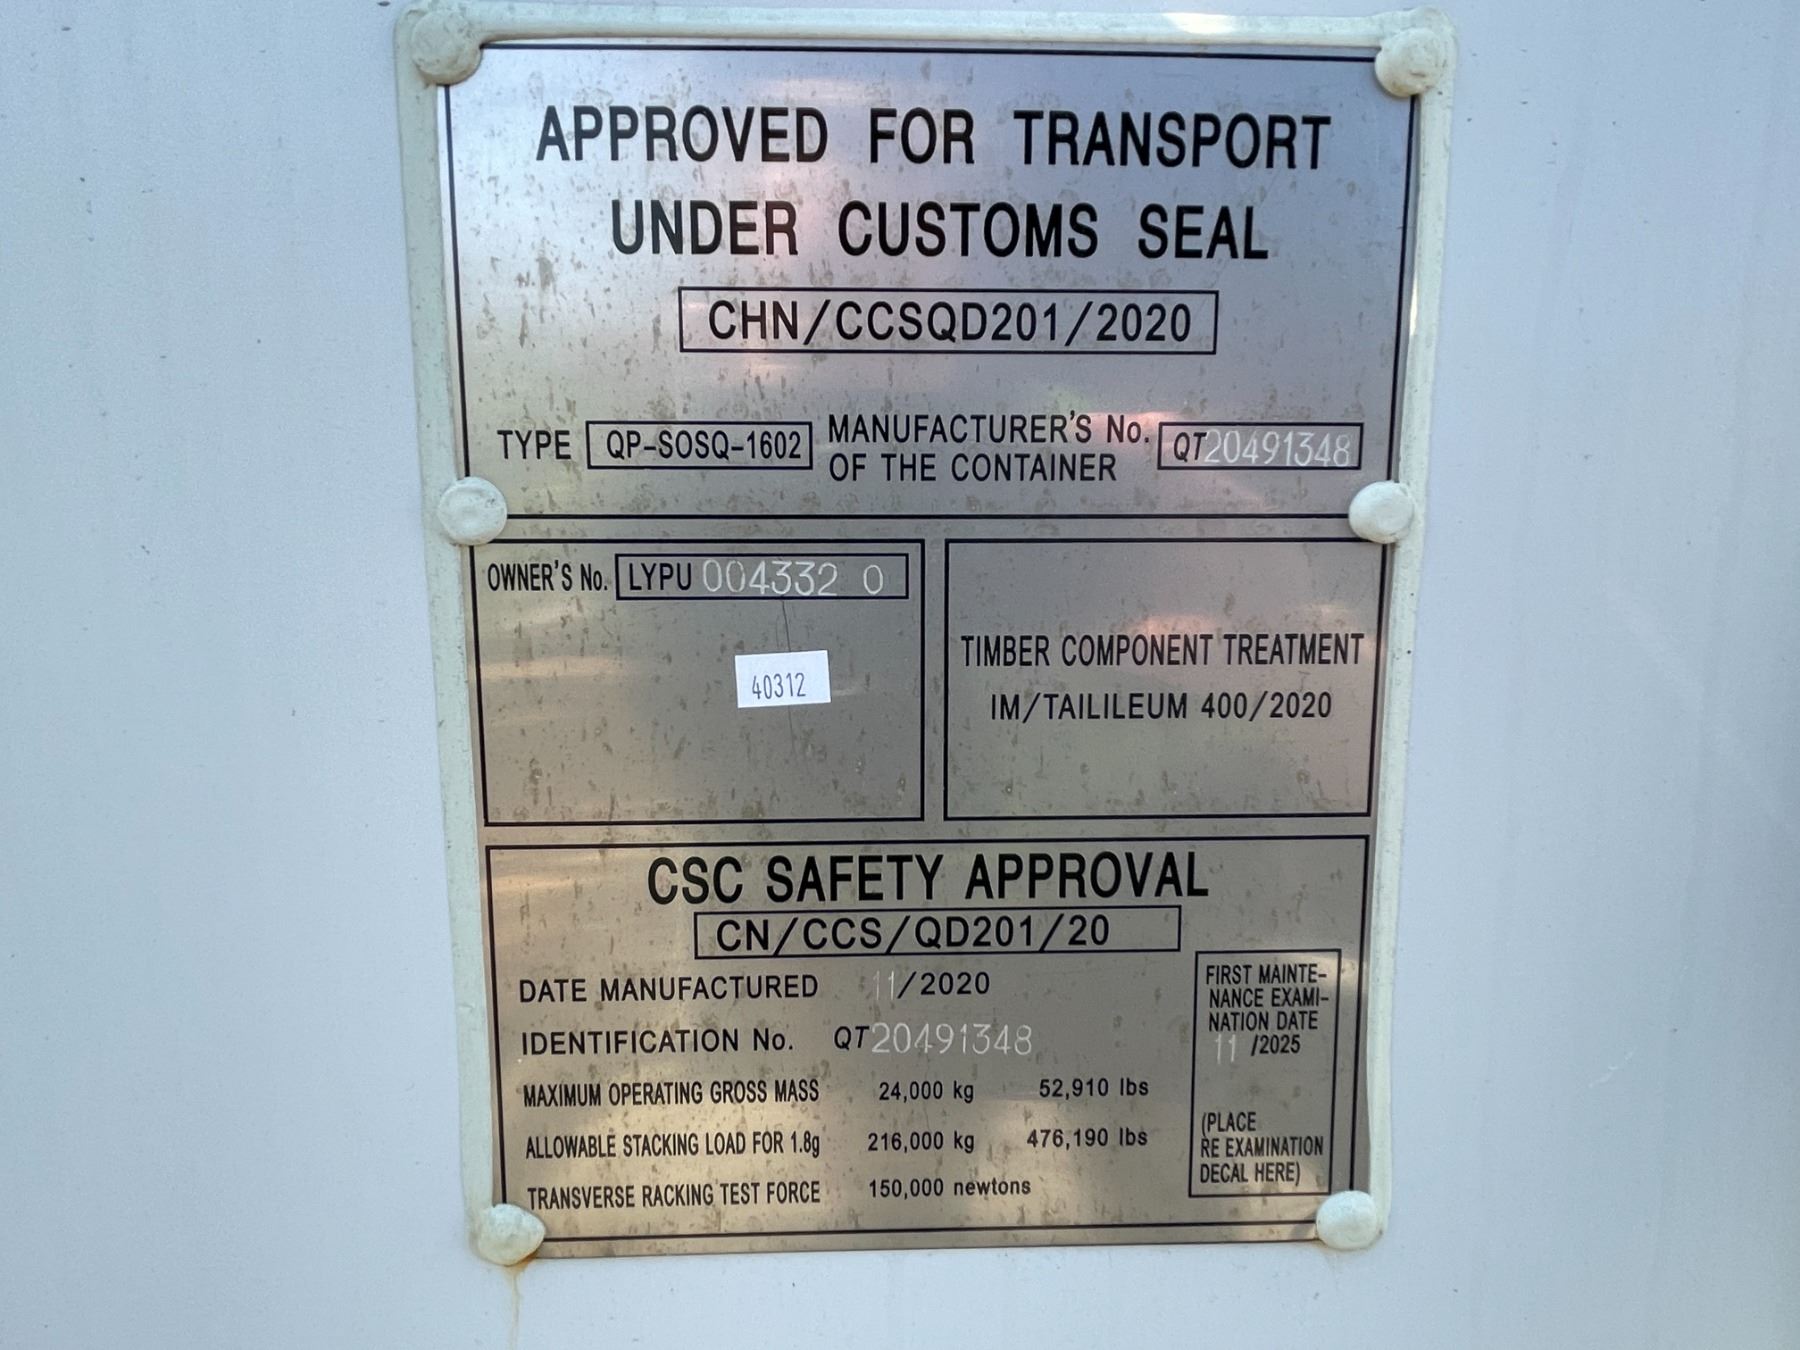 APPROVED FOR TRANSPORT
UNDER CUSTOMS SEAL
CHN/CCSQD201/2020
TYPE QP-SOSQ-1602 MANUFACTURER'S No. OF THE CONTAINER QT20491348
OWNER'S No. LYPU 004332 0
40312
TIMBER COMPONENT TREATMENT
IM/TAILILEUM 400/2020
CSC SAFETY APPROVAL
CN/CCS/QD201/20
DATE MANUFACTURED 11/2020
IDENTIFICATION No. QT20491348
MAXIMUM OPERATING GROSS MASS 24,000 kg 52,910 lbs
ALLOWABLE STACKING LOAD FOR 1.8g 216,000 kg 476,190 lbs
TRANSVERSE RACKING TEST FORCE 150,000 newtons
FIRST MAINTE-
NANCE EXAMI-
NATION DATE
11 /2025
(PLACE
RE EXAMINATION
DECAL HERE)